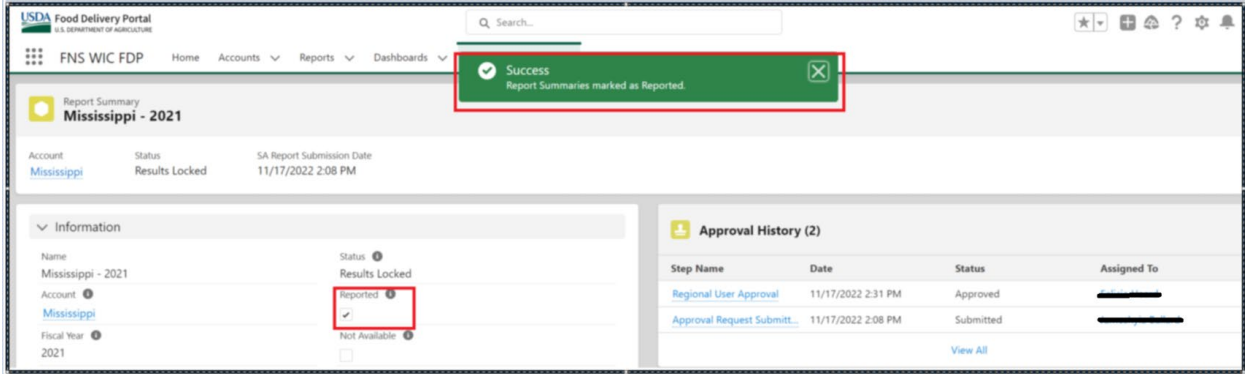 USDA Food Delivery Portal
U.S. DEPARTMENT OF AGRICULTURE
Search...
FNS WIC FDP Home Accounts Reports Dashboards
Success
Report Summaries marked as Reported.
Report Summary
Mississippi - 2021
Account Status SA Report Submission Date
Mississippi Results Locked 11/17/2022 2:08 PM
Information
Name Status
Mississippi - 2021 Results Locked
Account Reported
Mississippi
Fiscal Year Not Available
2021
Approval History (2)
Step Name Date Status Assigned To
Regional User Approval 11/17/2022 2:31 PM Approved
Approval Request Submitt... 11/17/2022 2:08 PM Submitted
View All